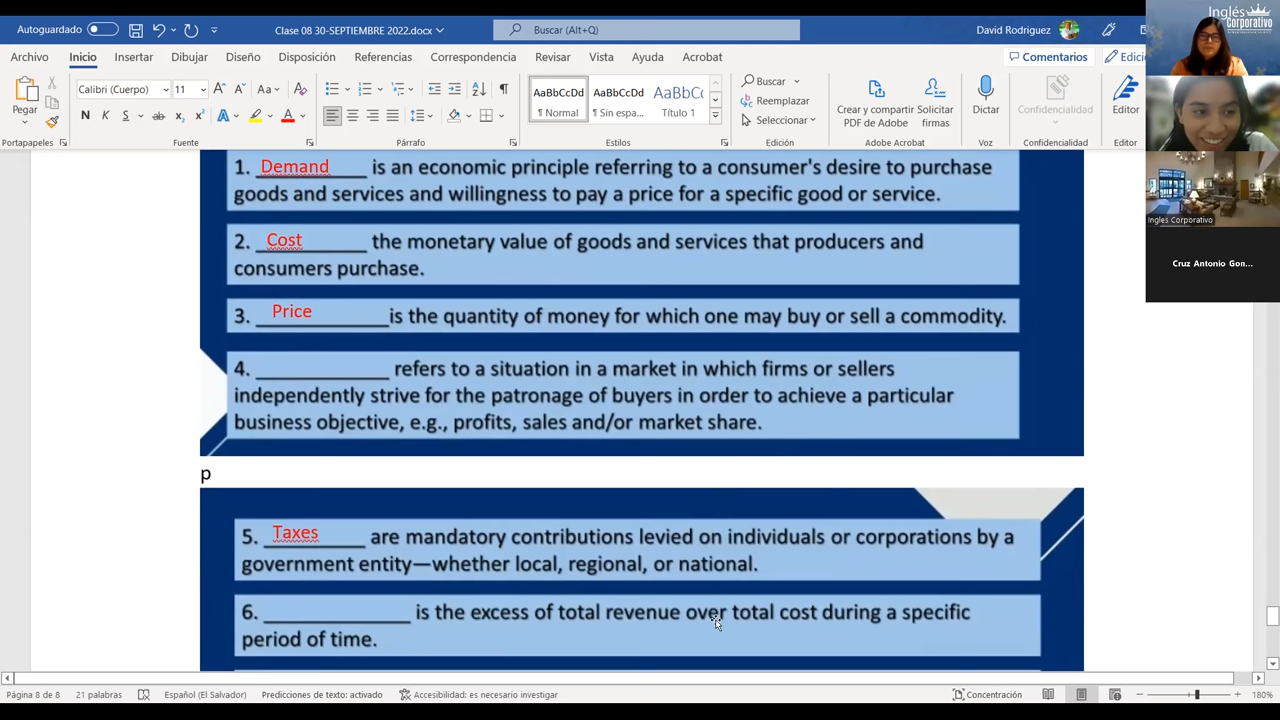 Autoguardado
Clase 08 30-SEPTIEMBRE 2022.docx
Buscar (Alt+Q)
David Rodriguez
Archivo Inicio Insertar Dibujar Diseño Disposición Referencias Correspondencia Revisar Vista Ayuda Acrobat Comentarios Edici
Pegar
Calibri (Cuerpo) 11
N K S
AaBbCcDd AaBbCcDd AaBbCc
¶ Normal ¶ Sin espa... Título 1
Buscar
Reemplazar
Seleccionar
Crear y compartir PDF de Adobe
Solicitar firmas
Dictar
Confidencialidad
Editor
Portapapeles Fuente Párrafo Estilos Edición Adobe Acrobat Voz Confidencialidad Editor
1. Demand is an economic principle referring to a consumer's desire to purchase
goods and services and willingness to pay a price for a specific good or service.
2. Cost the monetary value of goods and services that producers and
consumers purchase.
3. Price is the quantity of money for which one may buy or sell a commodity.
4. ____________ refers to a situation in a market in which firms or sellers
independently strive for the patronage of buyers in order to achieve a particular
business objective, e.g., profits, sales and/or market share.
p
5. Taxes are mandatory contributions levied on individuals or corporations by a
government entity—whether local, regional, or national.
6. _____________ is the excess of total revenue over total cost during a specific
period of time.
Inglés
Corporativo
Ingles Corporativo
Cruz Antonio Gon...
Página 8 de 8 21 palabras Español (El Salvador) Predicciones de texto: activado Accesibilidad: es necesario investigar Concentración 180%